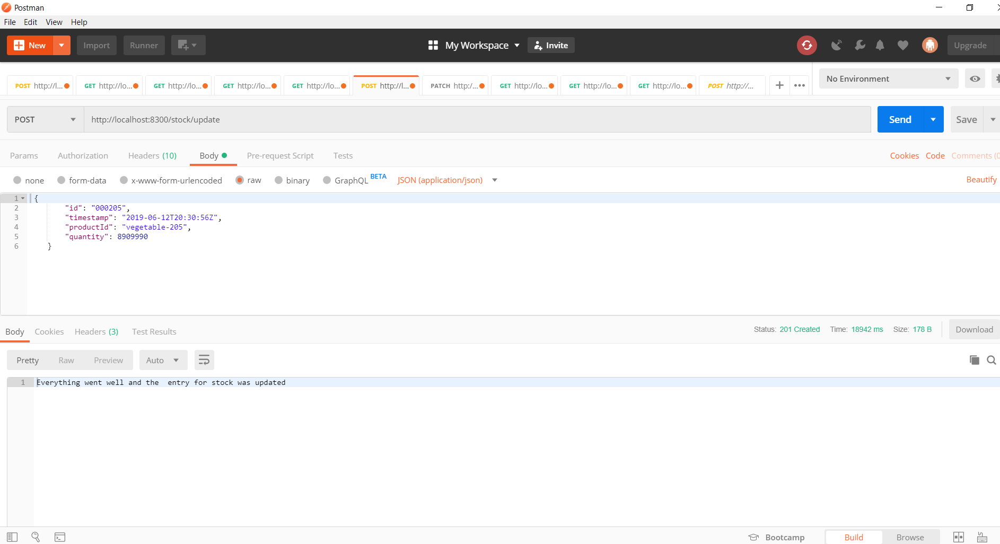 Postman
File Edit View Help
New Import Runner My Workspace Invite Upgrade
POST http://l... GET http://lo... GET http://lo... GET http://lo... GET http://lo... POST http://l... PATCH http:/... GET http://lo... GET http://lo... GET http://lo... POST http://... No Environment
POST http://localhost:8300/stock/update Send Save
Params Authorization Headers (10) Body Pre-request Script Tests Cookies Code Comments (0
none form-data x-www-form-urlencoded raw binary GraphQL BETA JSON (application/json) Beautify
1 {
2 "id": "000205",
3 "timestamp": "2019-06-12T20:30:56Z",
4 "productId": "vegetable-205",
5 "quantity": 8909990
6 }
Body Cookies Headers (3) Test Results Status: 201 Created Time: 18942 ms Size: 178 B Download
Pretty Raw Preview Auto
1 Everything went well and the  entry for stock was updated
Bootcamp Build Browse